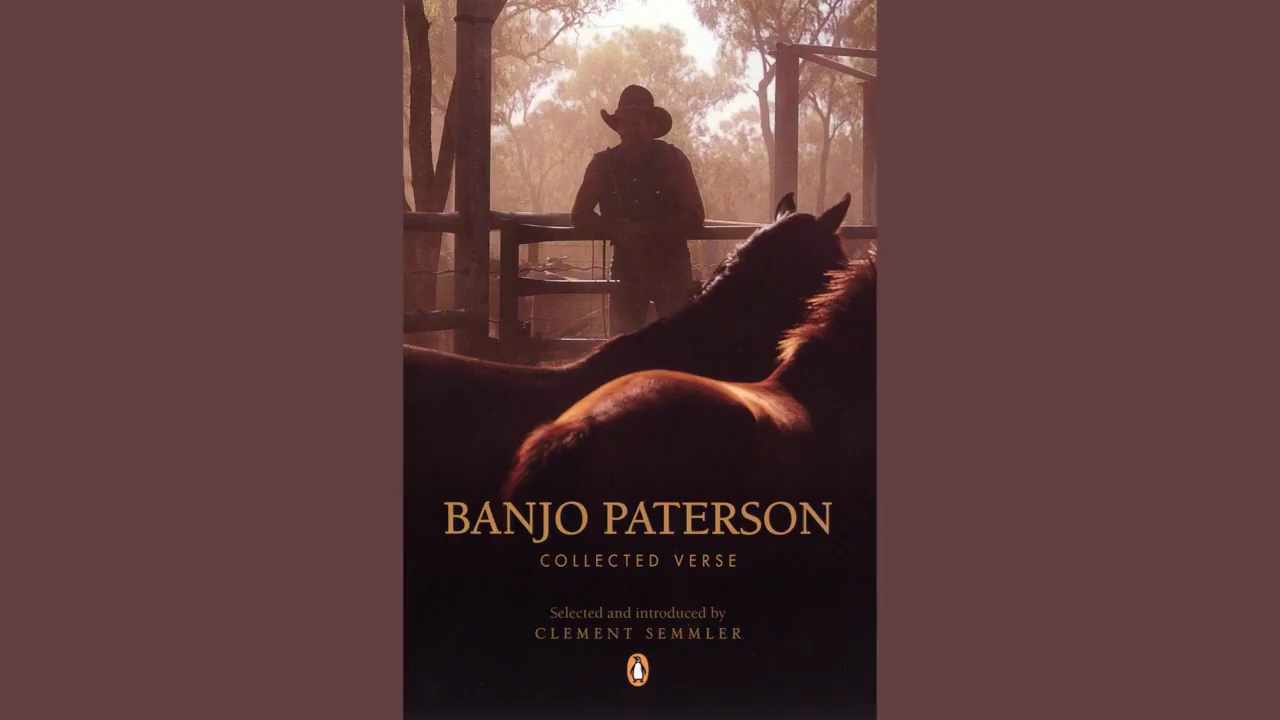 BANJO PATERSON
COLLECTED VERSE
Selected and introduced by
CLEMENT SEMMLER